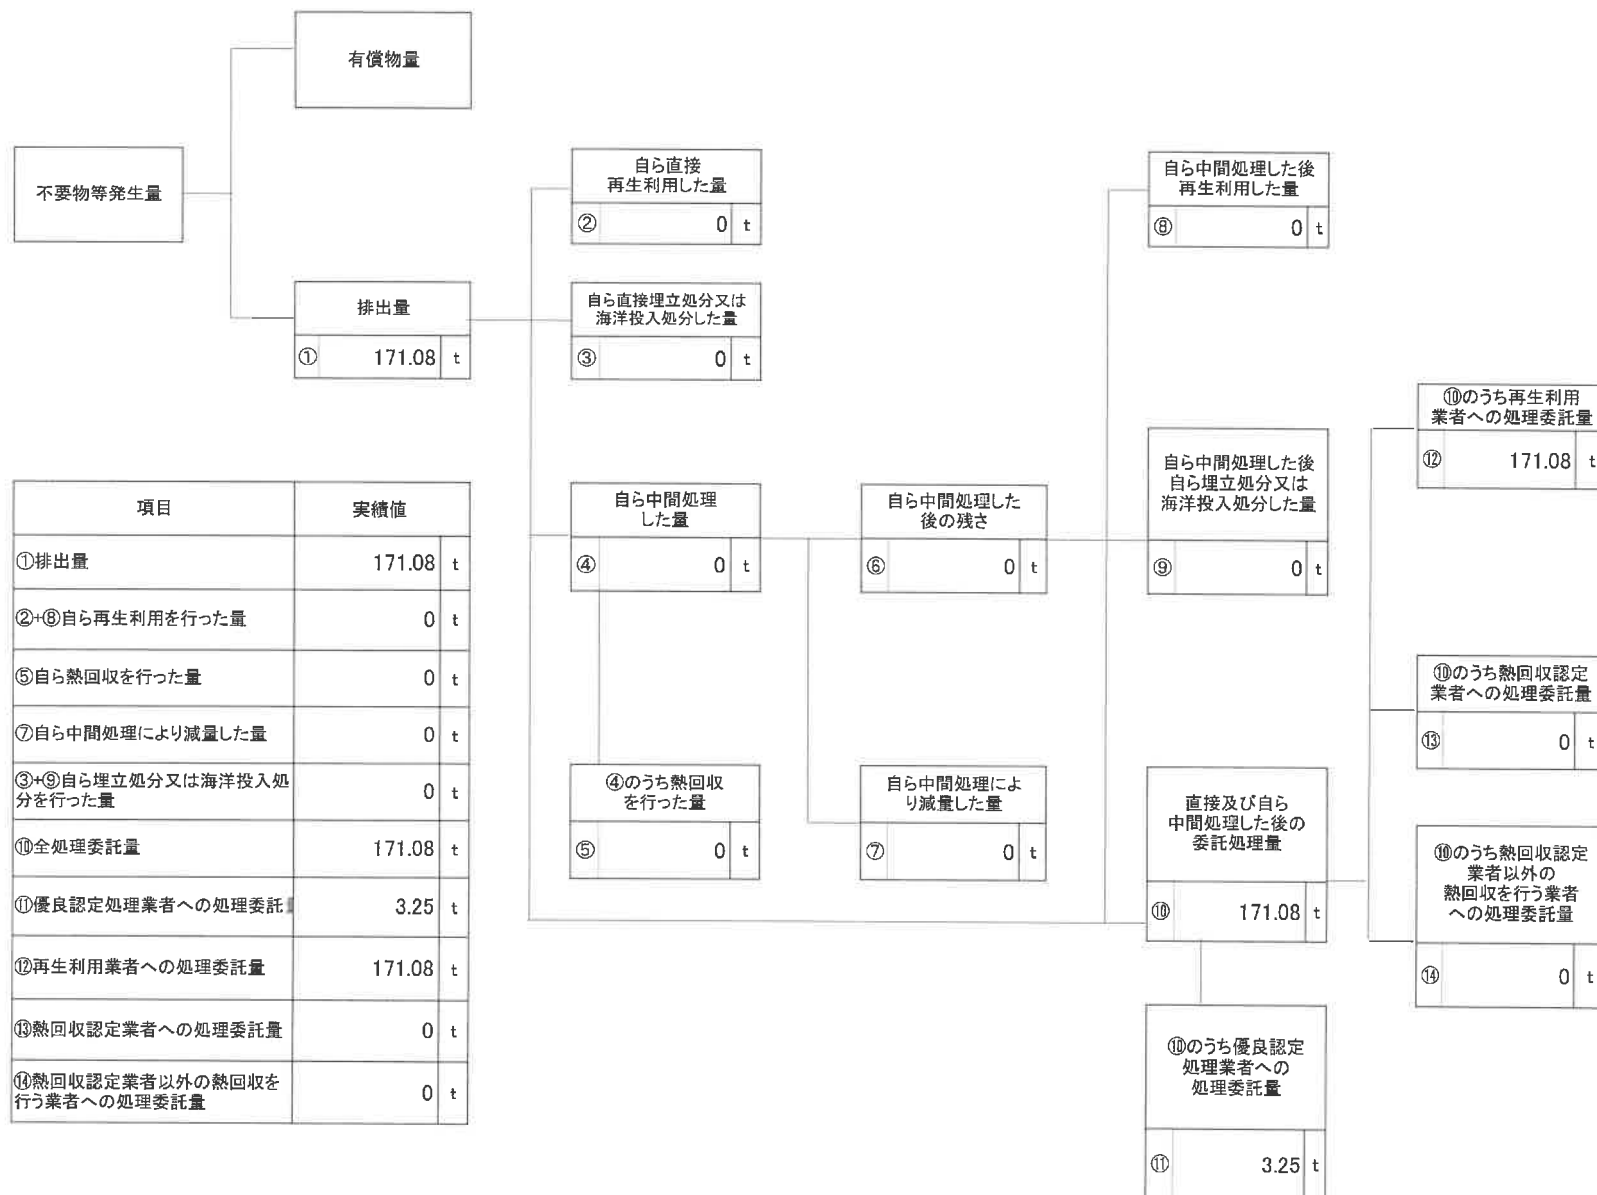 有償物量
不要物等発生量
排出量
① 171.08 t
自ら直接
再生利用した量
② 0 t
自ら直接埋立処分又は
海洋投入処分した量
③ 0 t
自ら中間処理した後
再生利用した量
⑧ 0 t
自ら中間処理
した量
④ 0 t
自ら中間処理した
後の残さ
⑥ 0 t
自ら中間処理した後
自ら埋立処分又は
海洋投入処分した量
⑨ 0 t
⑩のうち再生利用
業者への処理委託量
⑫ 171.08 t
④のうち熱回収
を行った量
⑤ 0 t
自ら中間処理によ
り減量した量
⑦ 0 t
直接及び自ら
中間処理した後の
委託処理量
⑩ 171.08 t
⑩のうち熱回収認定
業者への処理委託量
⑬ 0 t
⑩のうち熱回収認定
業者以外の
熱回収を行う業者
への処理委託量
⑭ 0 t
⑩のうち優良認定
処理業者への
処理委託量
⑪ 3.25 t
項目 実績値
①排出量 171.08 t
②+⑧自ら再生利用を行った量 0 t
⑤自ら熱回収を行った量 0 t
⑦自ら中間処理により減量した量 0 t
③+⑨自ら埋立処分又は海洋投入処
分を行った量 0 t
⑩全処理委託量 171.08 t
⑪優良認定処理業者への処理委託 3.25 t
⑫再生利用業者への処理委託量 171.08 t
⑬熱回収認定業者への処理委託量 0 t
⑭熱回収認定業者以外の熱回収を
行う業者への処理委託量 0 t